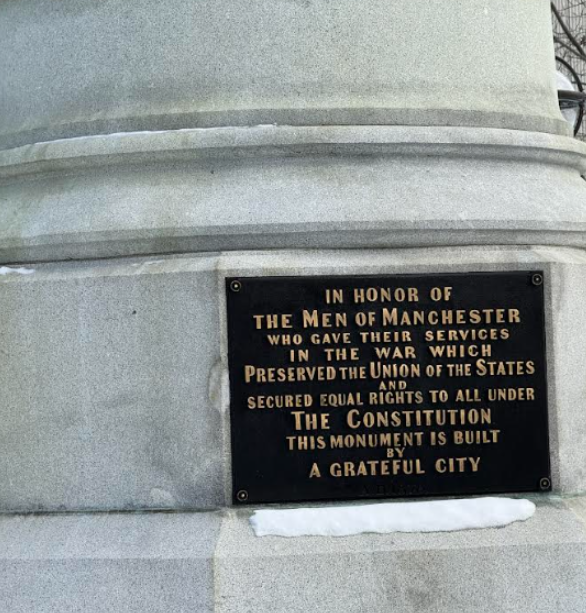 IN HONOR OF
THE MEN OF MANCHESTER
WHO GAVE THEIR SERVICES
IN THE WAR WHICH
PRESERVED THE UNION OF THE STATES
AND
SECURED EQUAL RIGHTS TO ALL UNDER
THE CONSTITUTION
THIS MONUMENT IS BUILT
BY
A GRATEFUL CITY